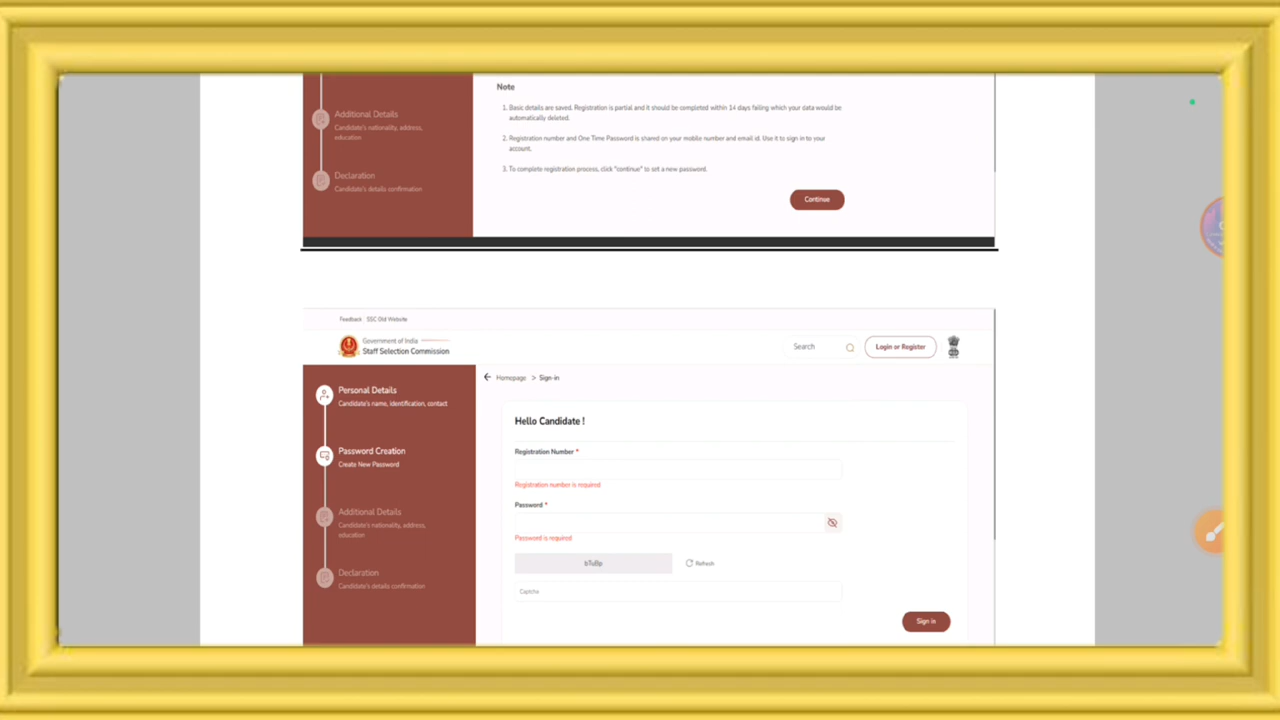 Note
1. Basic details are saved. Registration is partial and it should be completed within 14 days failing which your data would be
automatically deleted.
2. Registration number and One Time Password is shared on your mobile number and email id. Use it to sign in to your
account.
3. To complete registration process, click "continue" to set a new password.
Continue
Additional Details
Candidate's nationality, address,
education
Declaration
Candidate's details confirmation
Feedback SSC Old Website
Government of India
Staff Selection Commission
Search
Login or Register
Personal Details
Candidate's name, identification, contact
Password Creation
Create New Password
Additional Details
Candidate's nationality, address,
education
Declaration
Candidate's details confirmation
Homepage > Sign-in
Hello Candidate !
Registration Number *
Registration number is required
Password *
Password is required
Refresh
Captcha
Sign in